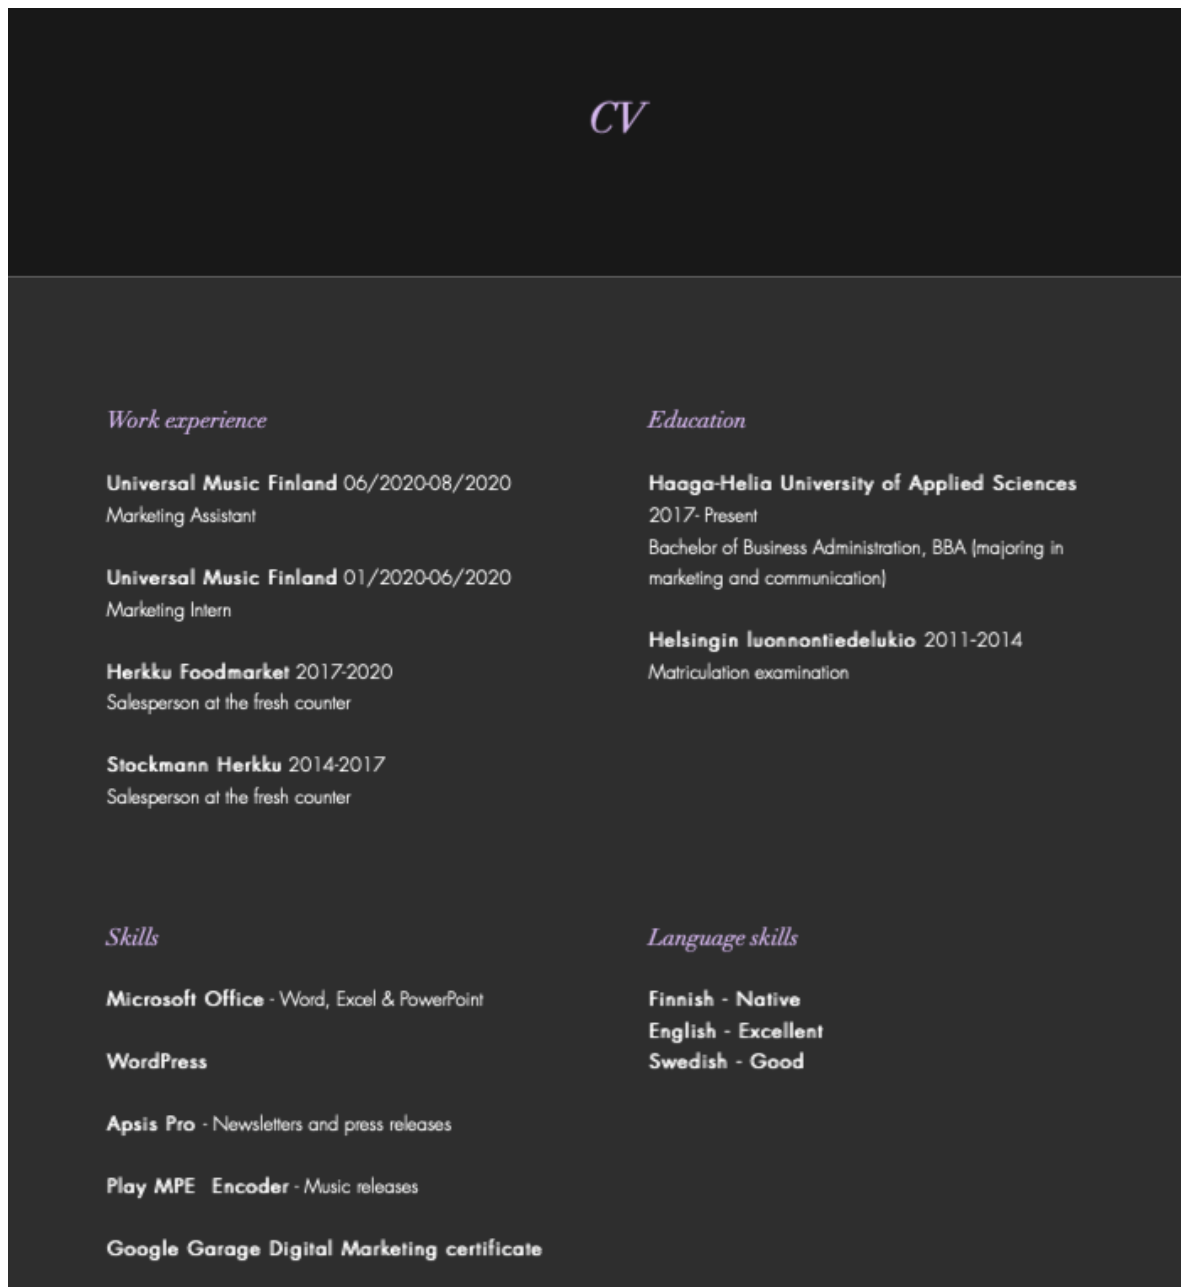 CV
Work experience
Universal Music Finland 06/2020-08/2020
Marketing Assistant
Universal Music Finland 01/2020-06/2020
Marketing Intern
Herkku Foodmarket 2017-2020
Salesperson at the fresh counter
Stockmann Herkku 2014-2017
Salesperson at the fresh counter
Education
Haaga-Helia University of Applied Sciences
2017- Present
Bachelor of Business Administration, BBA (majoring in
marketing and communication)
Helsingin luonnontiedelukio 2011-2014
Matriculation examination
Skills
Microsoft Office - Word, Excel & PowerPoint
WordPress
Apsis Pro - Newsletters and press releases
Play MPE Encoder - Music releases
Google Garage Digital Marketing certificate
Language skills
Finnish - Native
English - Excellent
Swedish - Good